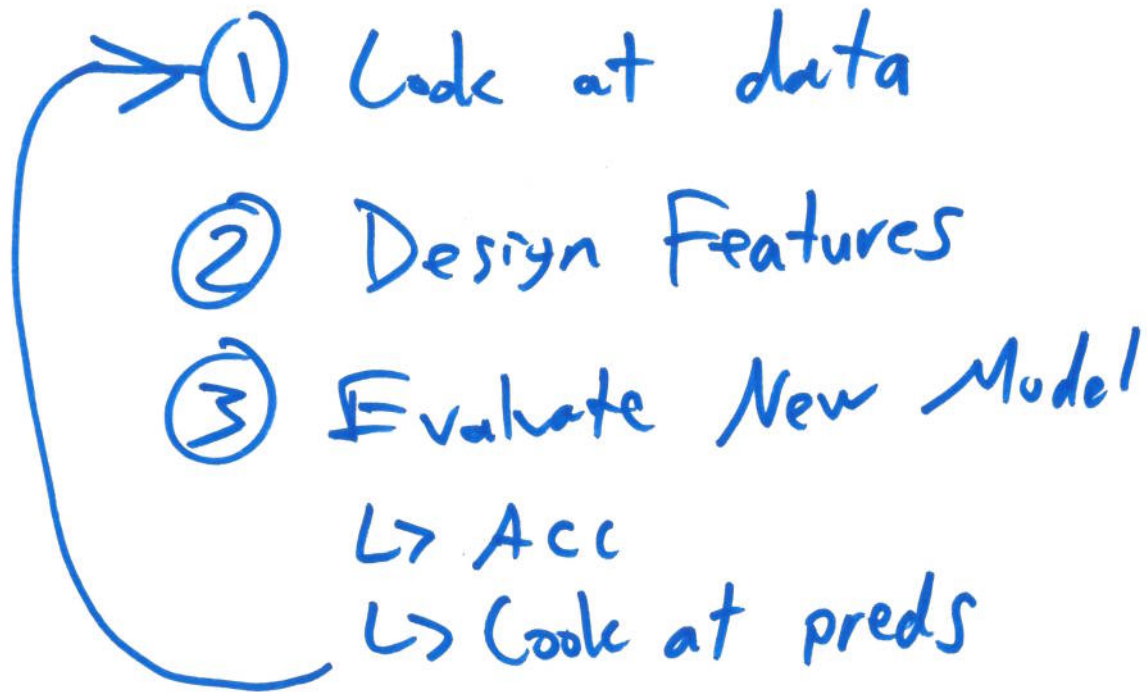 ① Look at data
② Design Features
③ Evaluate New Model
↳ Acc
↳ Look at preds